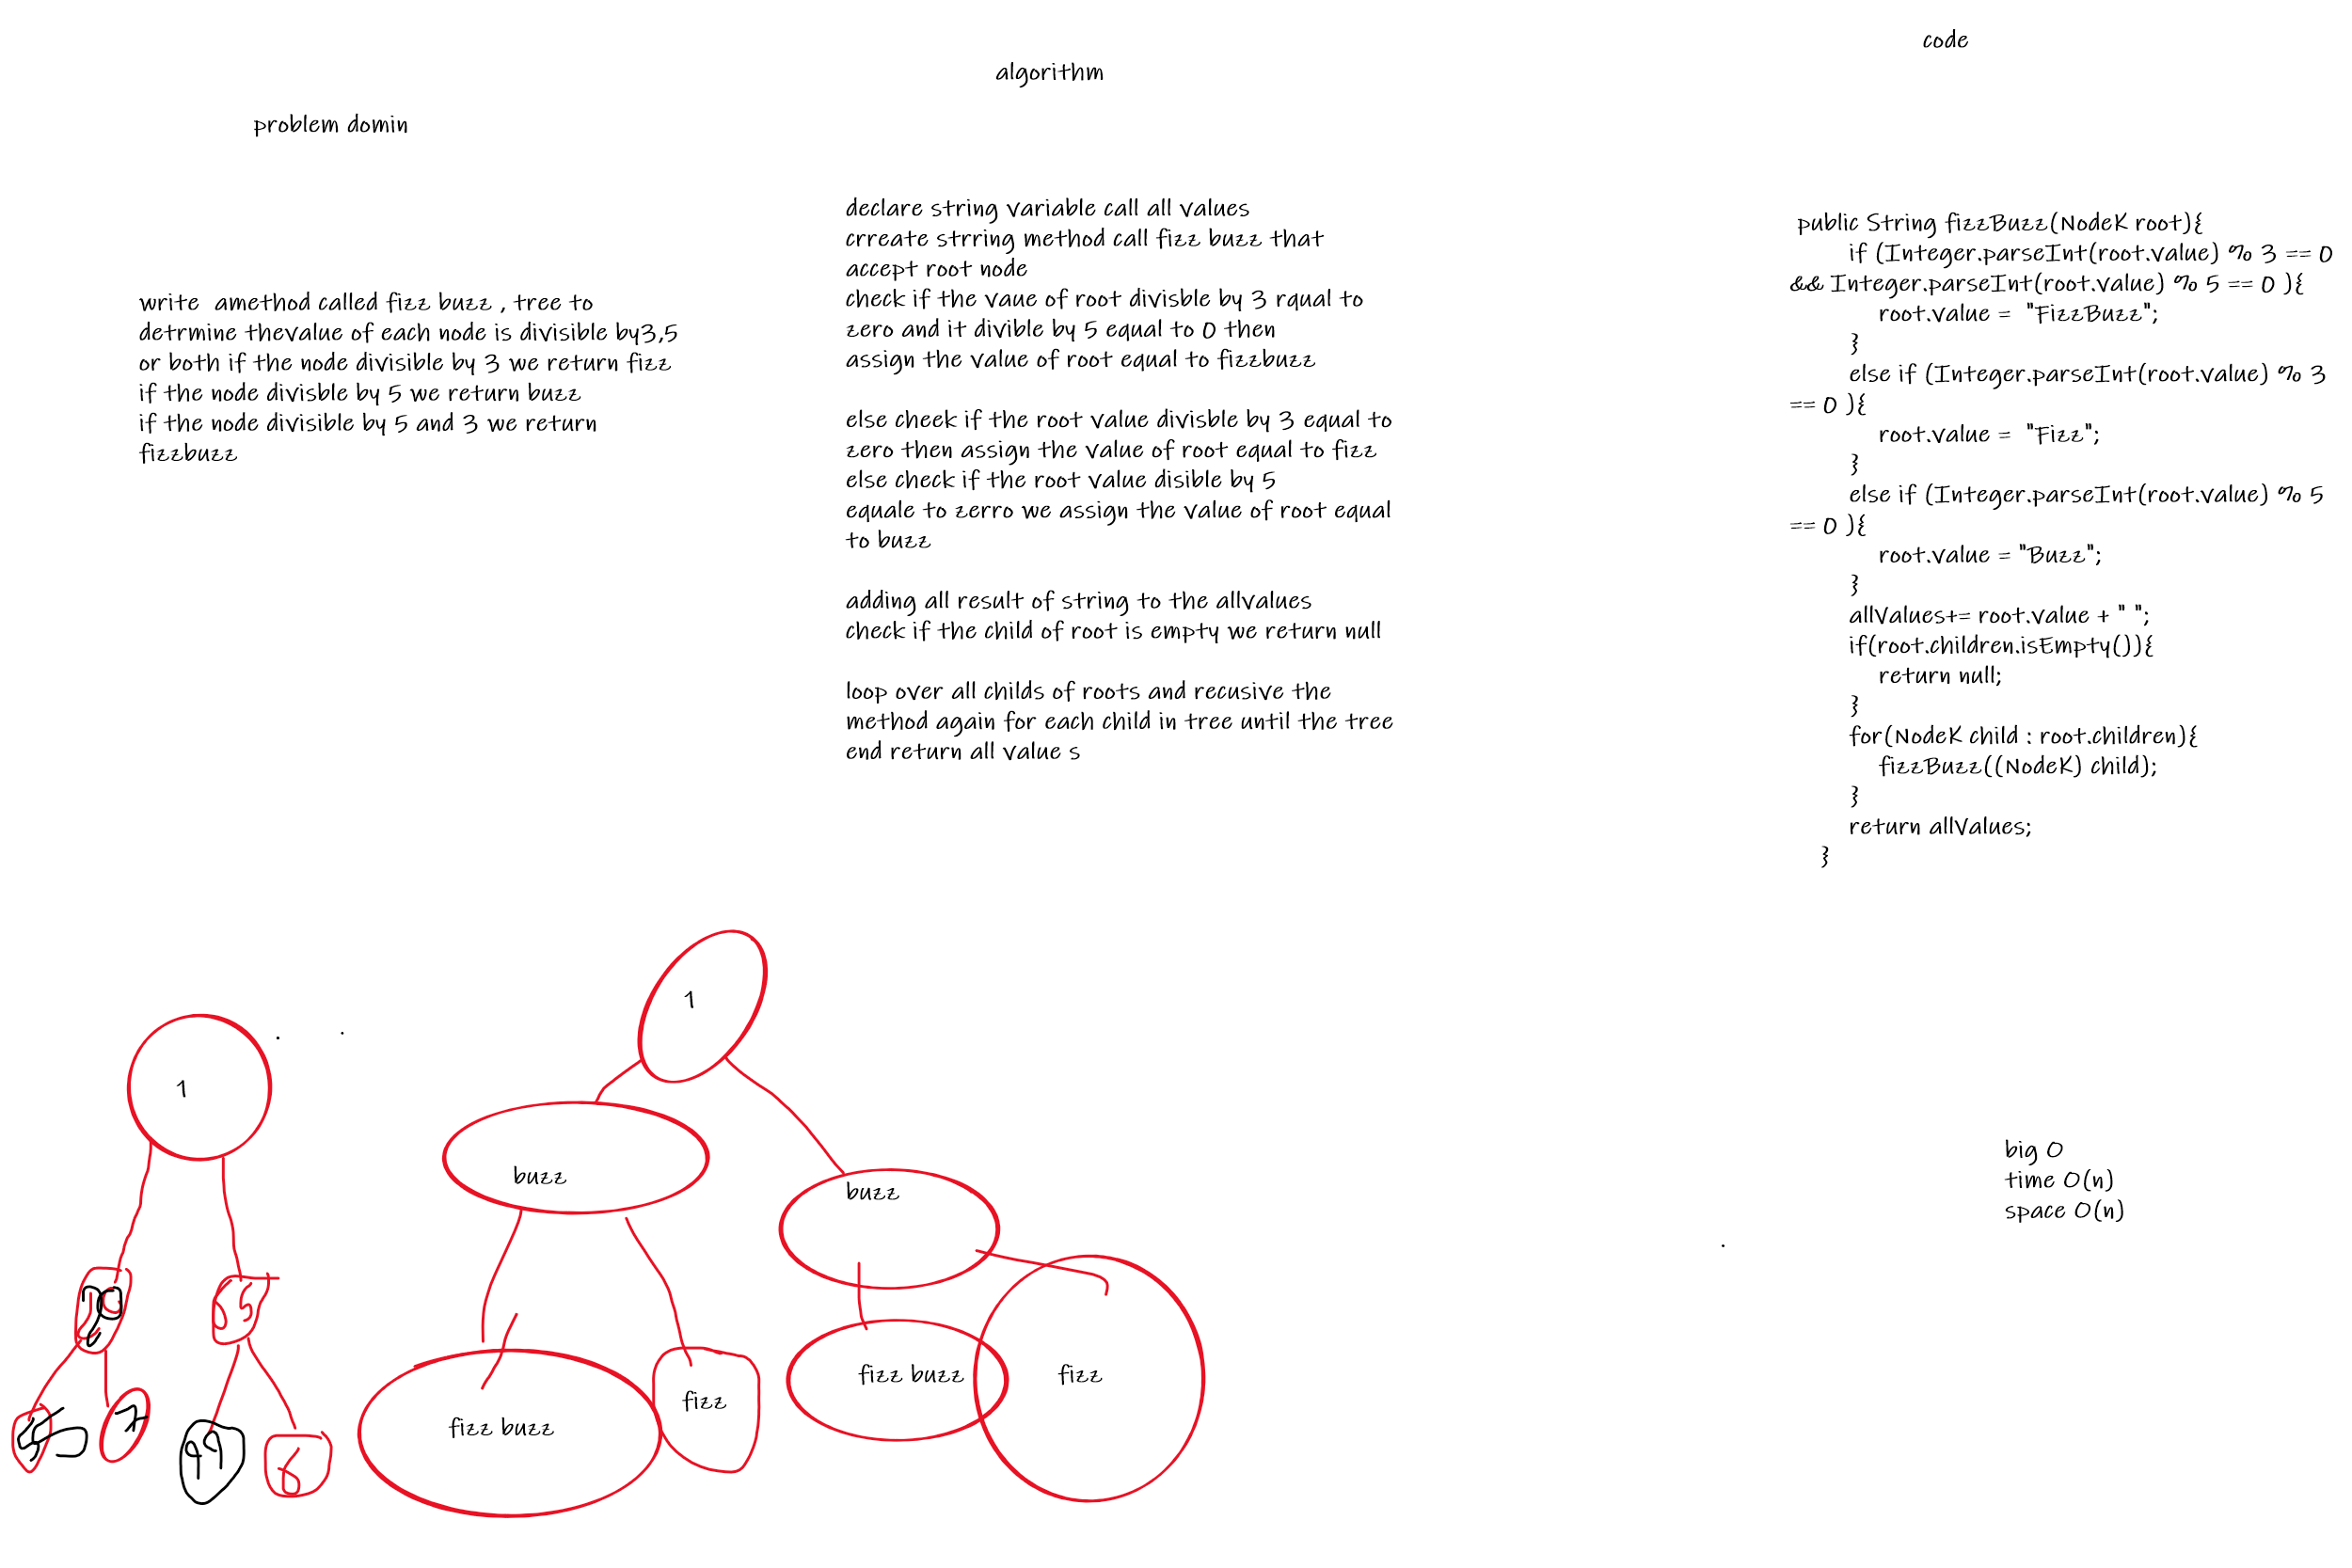 problem domin
write  amethod called fizz buzz , tree to
detrmine thevalue of each node is divisible by3,5
or both if the node divisible by 3 we return fizz
if the node divisble by 5 we return buzz
if the node divisible by 5 and 3 we return
fizzbuzz
algorithm
declare string variable call all values
crreate strring method call fizz buzz that
accept root node
check if the vaue of root divisble by 3 rqual to
zero and it divible by 5 equal to 0 then
assign the value of root equal to fizzbuzz
else cheek if the root value divisble by 3 equal to
zero then assign the value of root equal to fizz
else check if the root value disible by 5
equale to zerro we assign the value of root equal
to buzz
adding all result of string to the allvalues
check if the child of root is empty we return null
loop over all childs of roots and recusive the
method again for each child in tree until the tree
end return all value s
code
public String fizzBuzz(NodeK root){
if (Integer.parseInt(root.value) % 3 == 0
&& Integer.parseInt(root.value) % 5 == 0 ){
root.value =  "FizzBuzz";
}
else if (Integer.parseInt(root.value) % 3
== 0 ){
root.value =  "Fizz";
}
else if (Integer.parseInt(root.value) % 5
== 0 ){
root.value = "Buzz";
}
allValues+= root.value + " ";
if(root.children.isEmpty()){
return null;
}
for(NodeK child : root.children){
fizzBuzz((NodeK) child);
}
return allValues;
}
1
7
99
6
1
buzz
buzz
fizz buzz
fizz
fizz buzz
fizz
big O
time O(n)
space O(n)